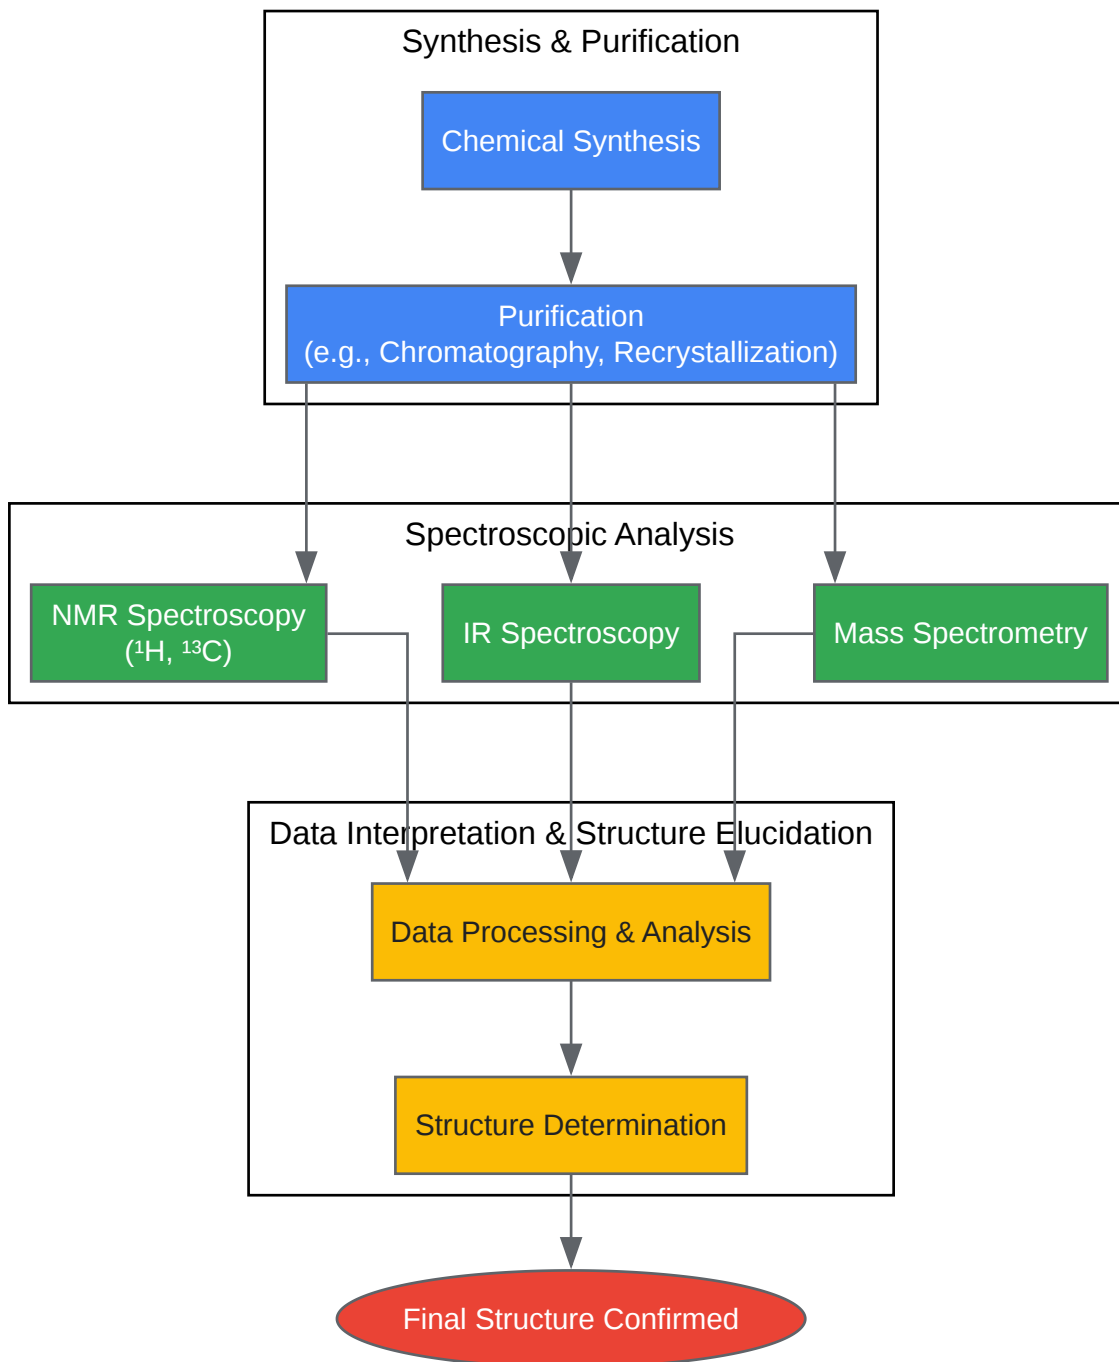 Synthesis & Purification
Chemical Synthesis
Purification
(e.g., Chromatography, Recrystallization)
Spectroscopic Analysis
NMR Spectroscopy
(¹H, ¹³C)
IR Spectroscopy
Mass Spectrometry
Data Interpretation & Structure Elucidation
Data Processing & Analysis
Structure Determination
Final Structure Confirmed